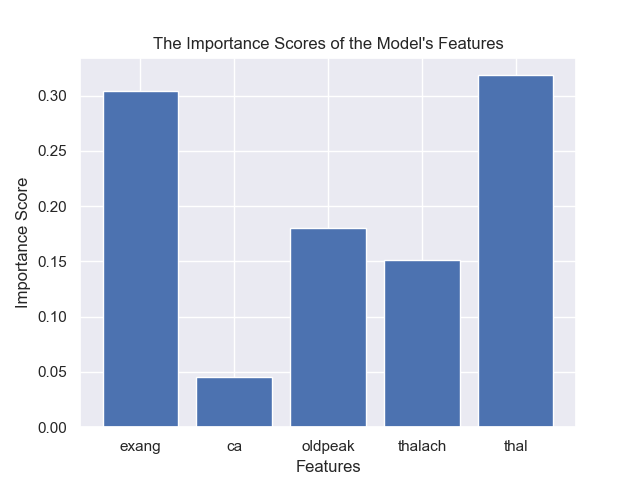 The Importance Scores of the Model's Features
Importance Score
0.30
0.25
0.20
0.15
0.10
0.05
0.00
exang ca oldpeak thalach thal
Features